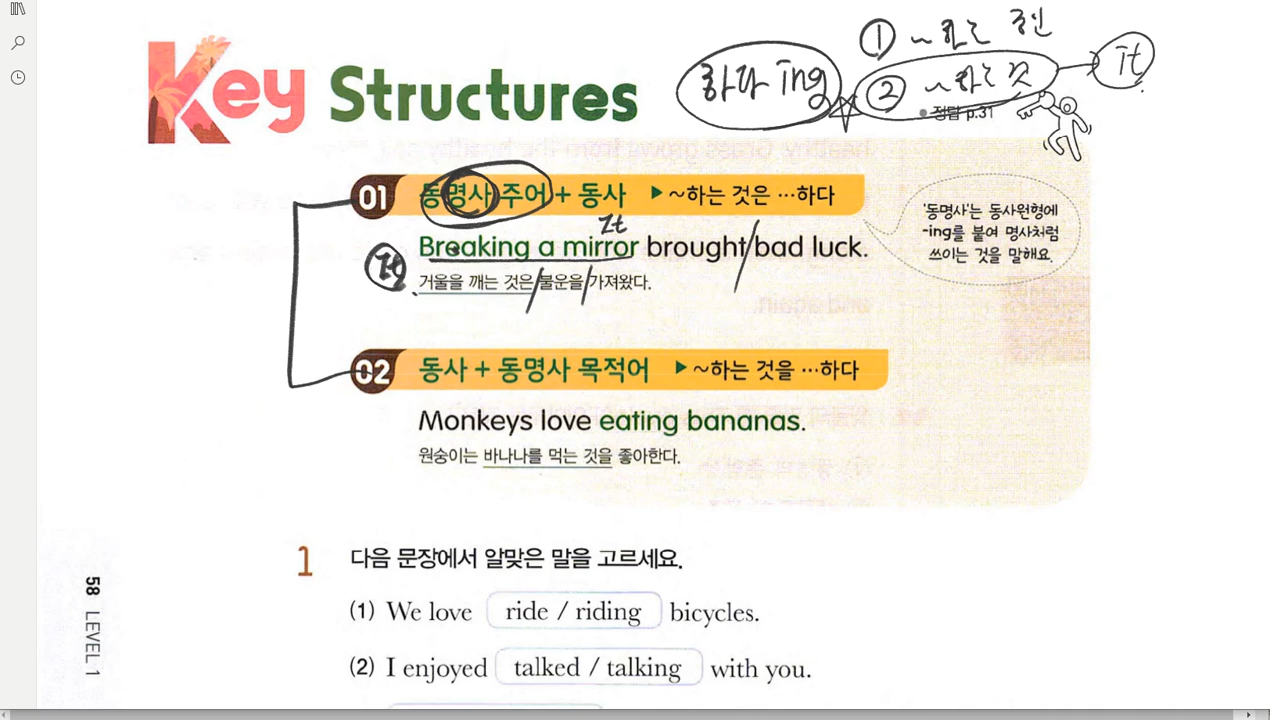 ① ~하는 중인
하다 ing ② ~하는 것 it
Key Structures
정답 p.31
01 동명사 주어 + 동사 ▶ ~하는 것은 …하다
It
Breaking a mirror brought/bad luck.
It
거울을 깨는 것은/불운을/가져왔다.
'동명사'는 동사원형에
-ing를 붙여 명사처럼
쓰이는 것을 말해요.
02 동사 + 동명사 목적어 ▶ ~하는 것을 …하다
Monkeys love eating bananas.
원숭이는 바나나를 먹는 것을 좋아한다.
1 다음 문장에서 알맞은 말을 고르세요.
(1) We love ride / riding bicycles.
(2) I enjoyed talked / talking with you.
58 LEVEL 1